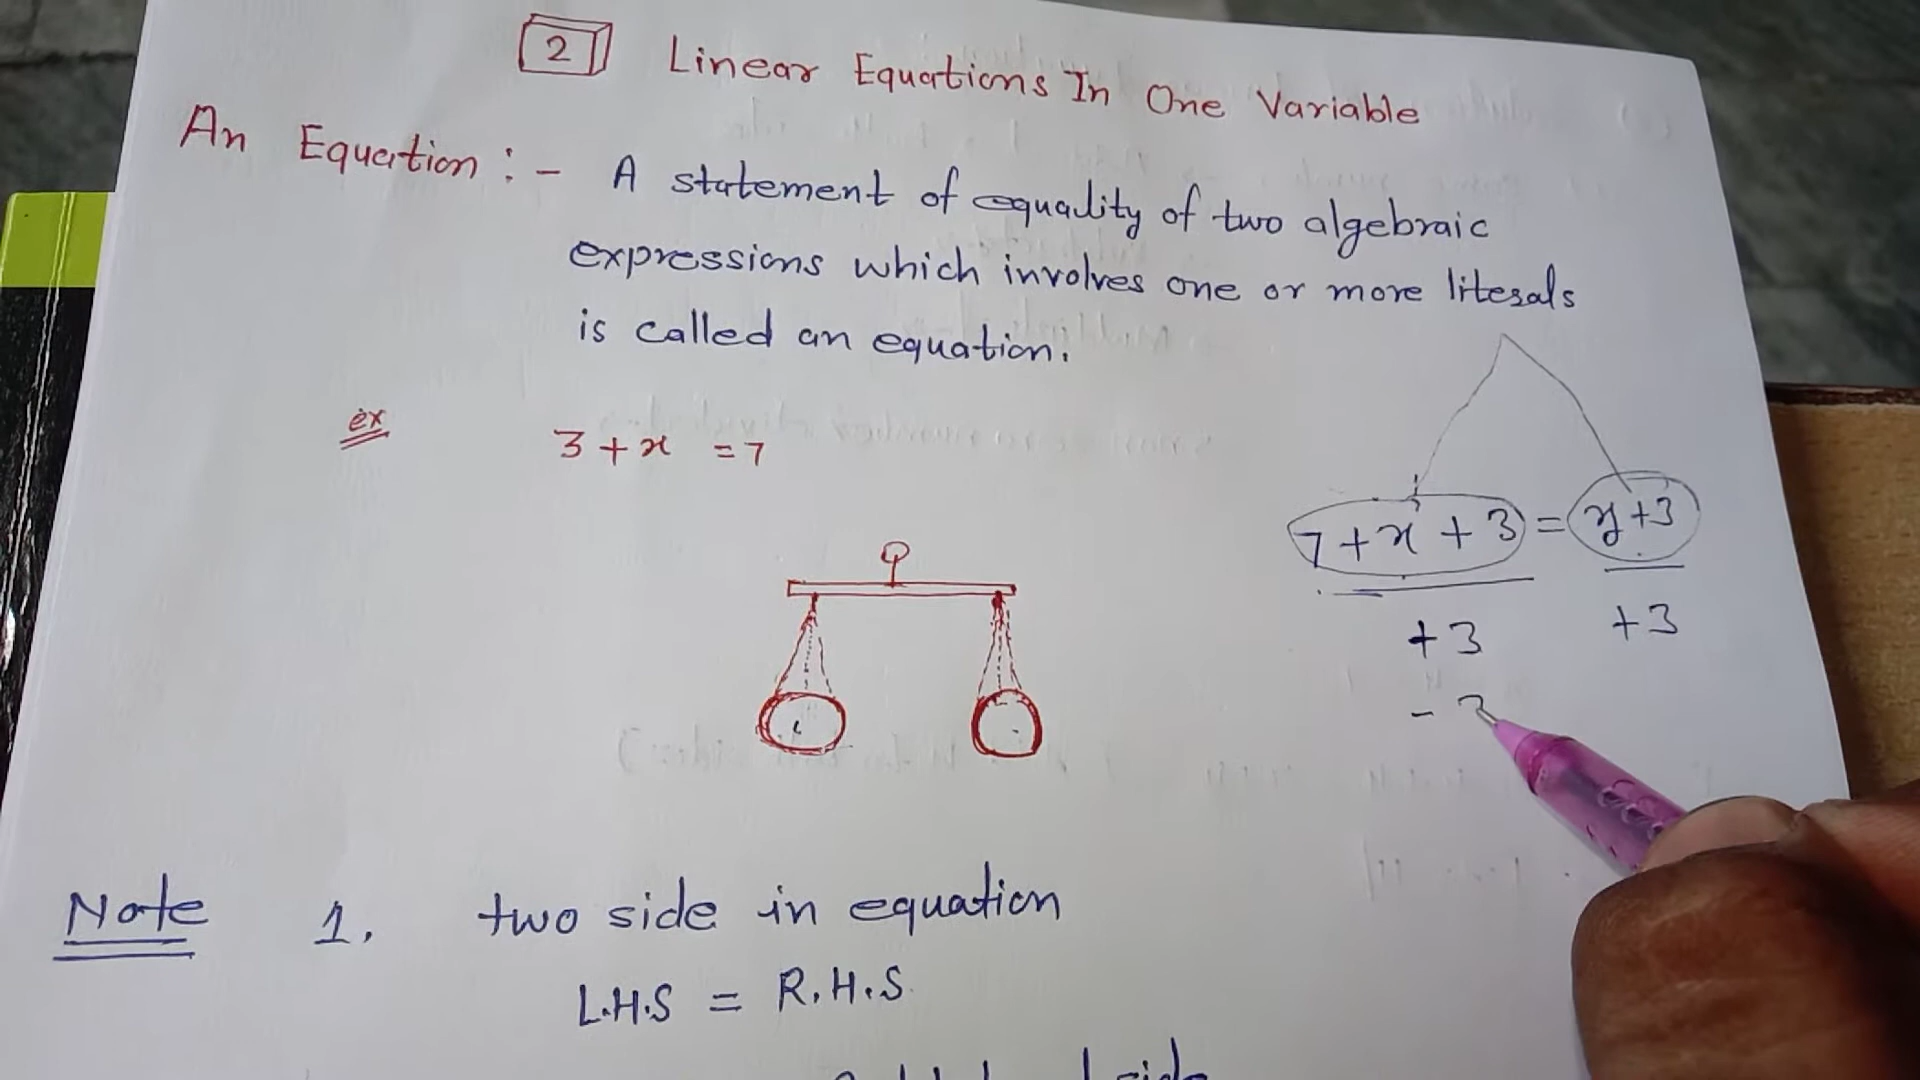 2 Linear Equations In One Variable
An Equation :- A statement of equality of two algebraic
expressions which involves one or more literals
is called an equation.
ex 3 + x = 7
7 + x + 3 = y + 3
+3 +3
-
Note 1. two side in equation
L.H.S = R.H.S.
side